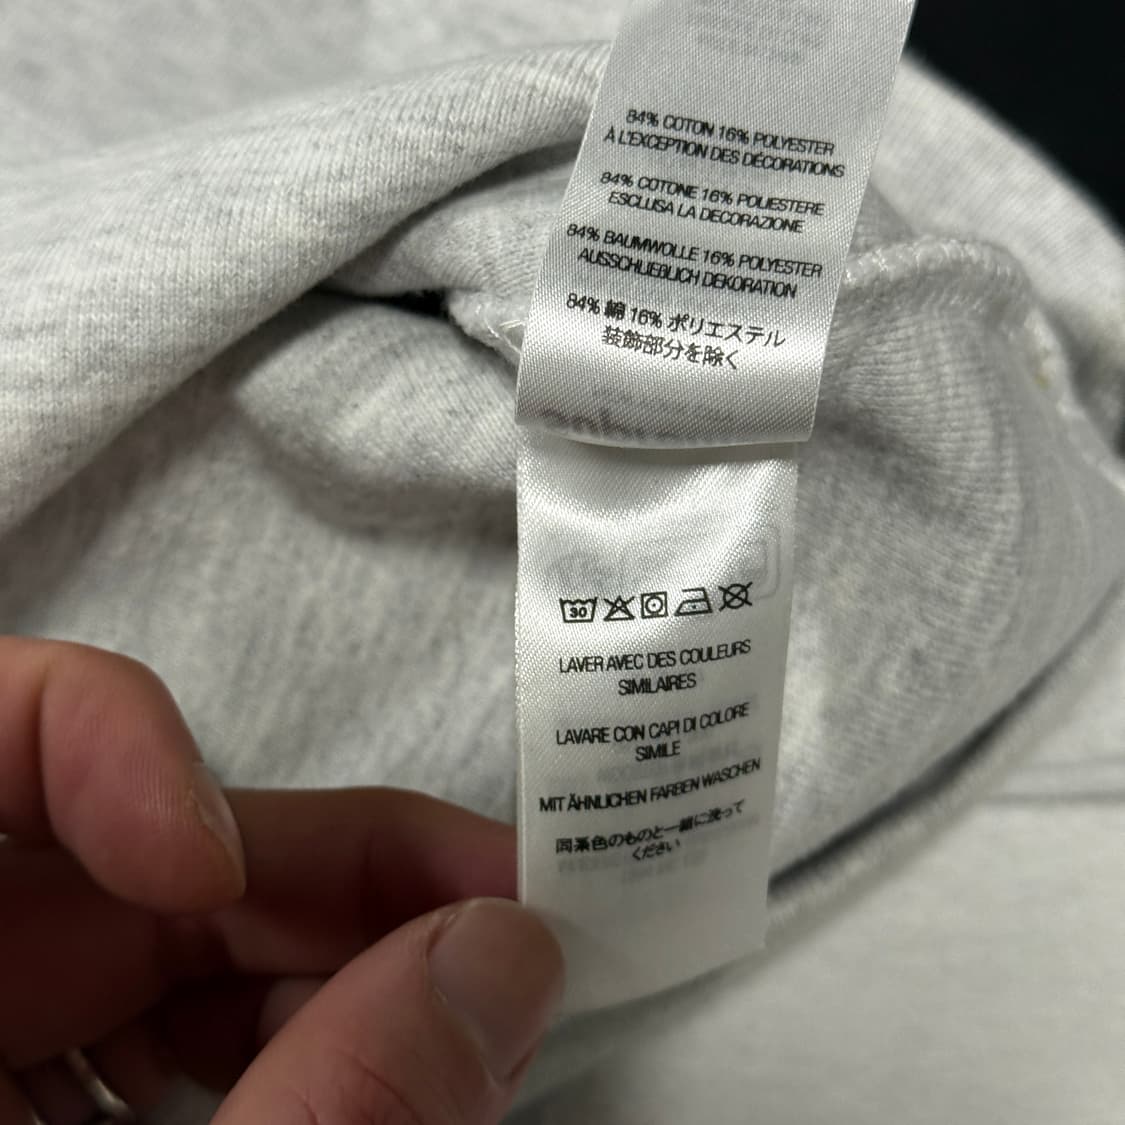 84% COTON 16% POLYESTER
À L'EXCEPTION DES DÉCORATIONS
84% COTONE 16% POLIESTERE
ESCLUSA LA DECORAZIONE
84% BAUMWOLLE 16% POLYESTER
AUSSCHLIEBLICH DEKORATION
84% 綿 16% ポリエステル
装飾部分を除く
30
LAVER AVEC DES COULEURS
SIMILAIRES
LAVARE CON CAPI DI COLORE
SIMILE
MIT ÄHNLICHEN FARBEN WASCHEN
同系色のものと一緒に洗って
ください